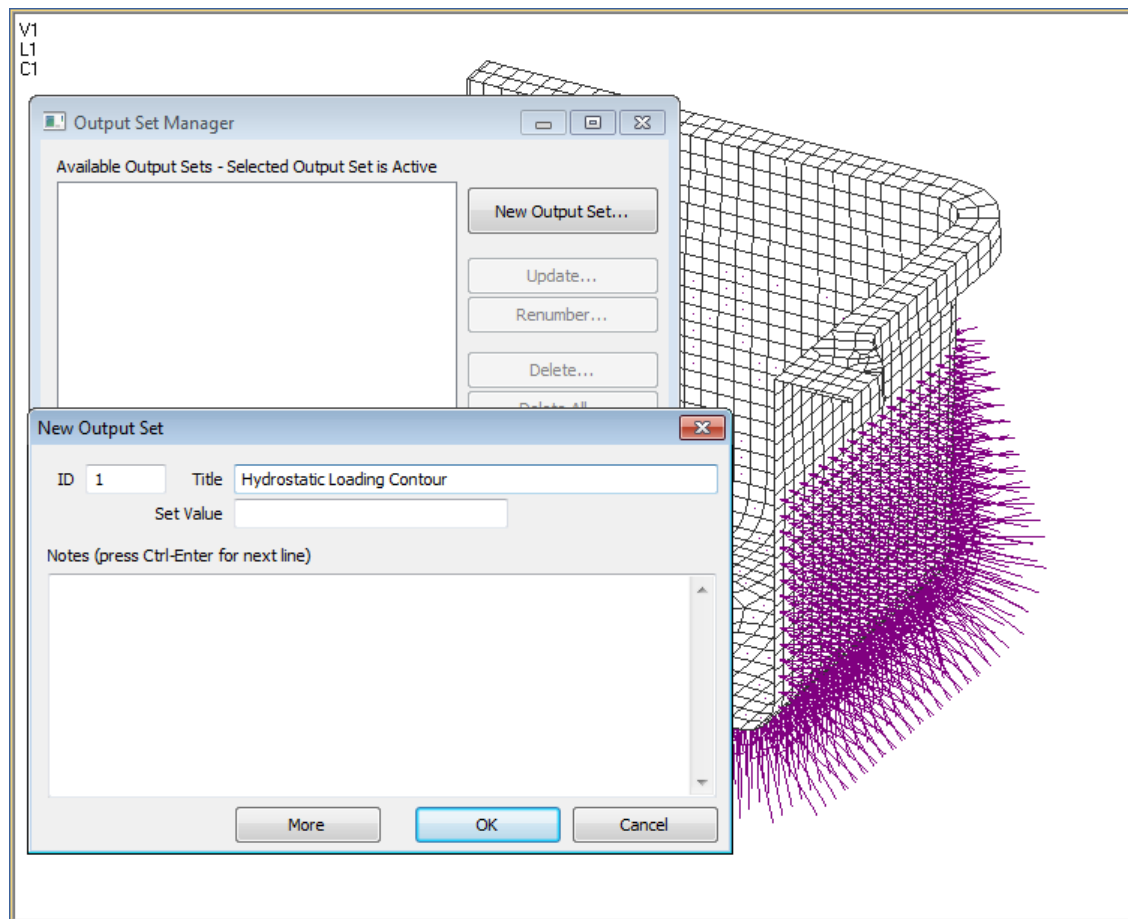 V1
L1
C1
Output Set Manager
Available Output Sets - Selected Output Set is Active
New Output Set...
Update...
Renumber...
Delete...
Delete All...
New Output Set
ID 1 Title Hydrostatic Loading Contour
Set Value
Notes (press Ctrl-Enter for next line)
More OK Cancel